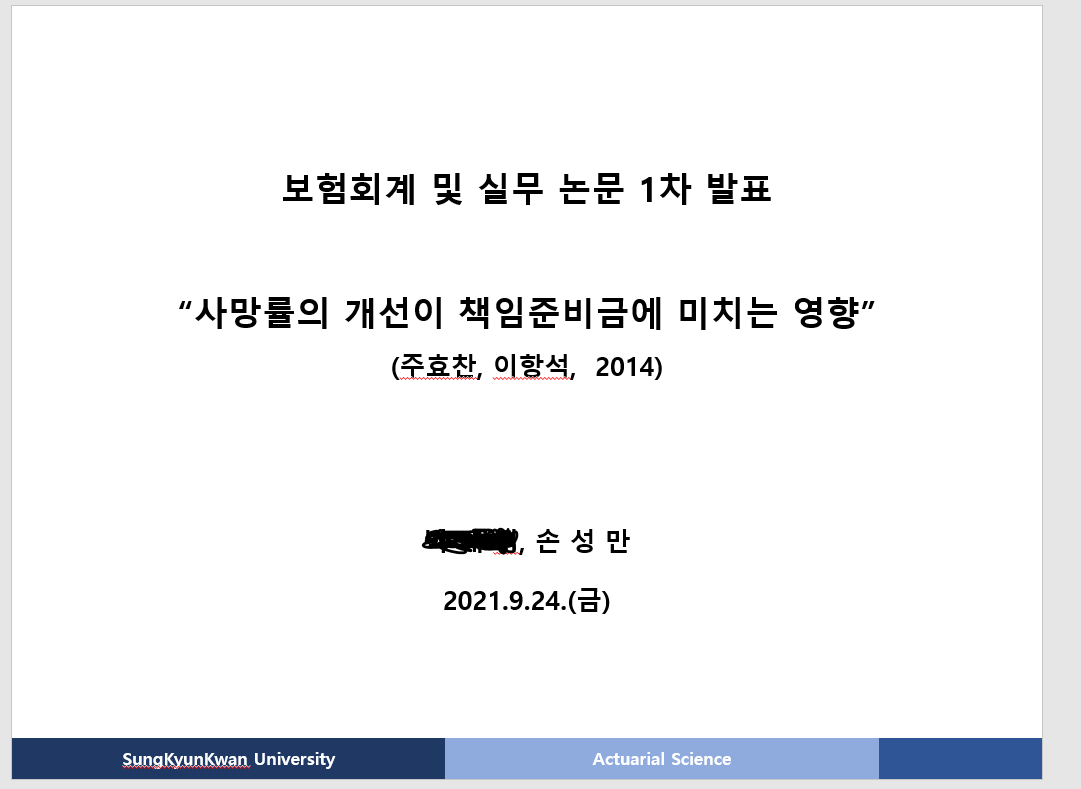 보험회계 및 실무 논문 1차 발표
“사망률의 개선이 책임준비금에 미치는 영향”
(주효찬, 이항석, 2014)
, 손 성 만
2021.9.24.(금)
SungKyunKwan University
Actuarial Science